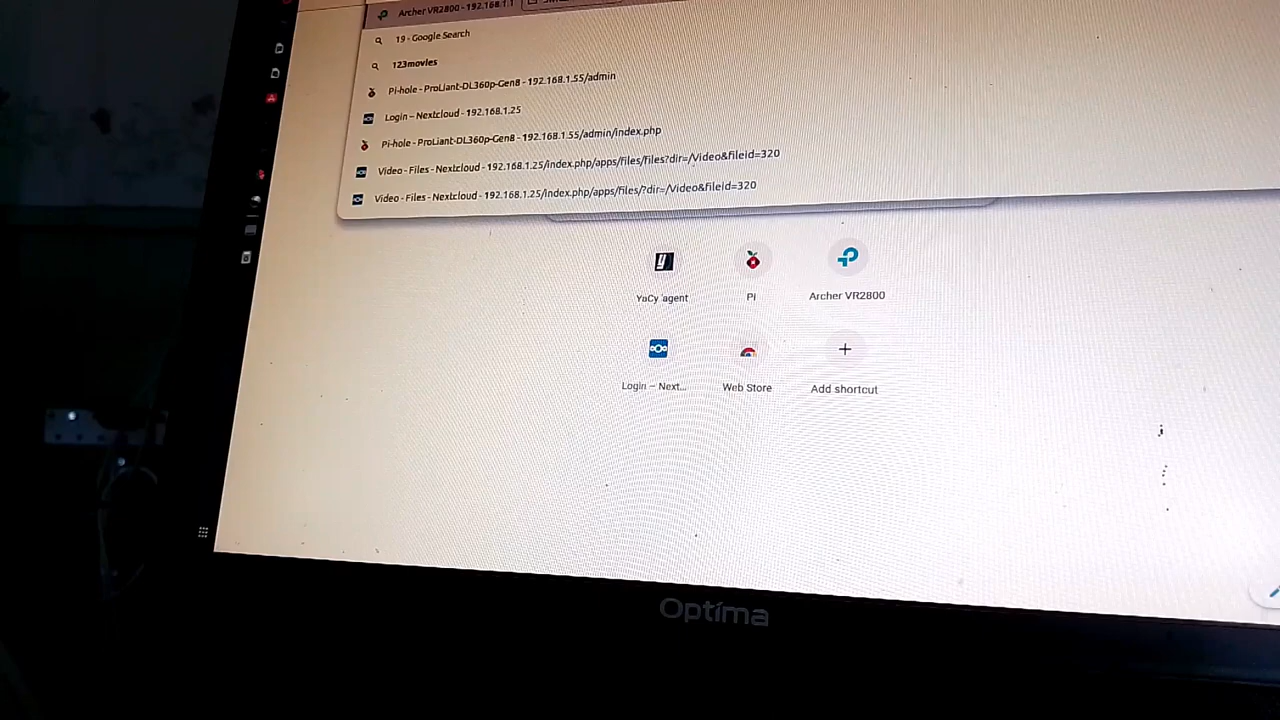 Archer VR2800 - 192.168.1.1
19 - Google Search
123movies
Pi-hole - ProLiant-DL360p-Gen8 - 192.168.1.55/admin
Login – Nextcloud - 192.168.1.25
Pi-hole - ProLiant-DL360p-Gen8 - 192.168.1.55/admin/index.php
Video - Files - Nextcloud - 192.168.1.25/index.php/apps/files/files?dir=/Video&fileid=320
Video - Files - Nextcloud - 192.168.1.25/index.php/apps/files/?dir=/Video&fileid=320
YaCy 'agent
Pi
Archer VR2800
Login – Next...
Web Store
Add shortcut
Optíma